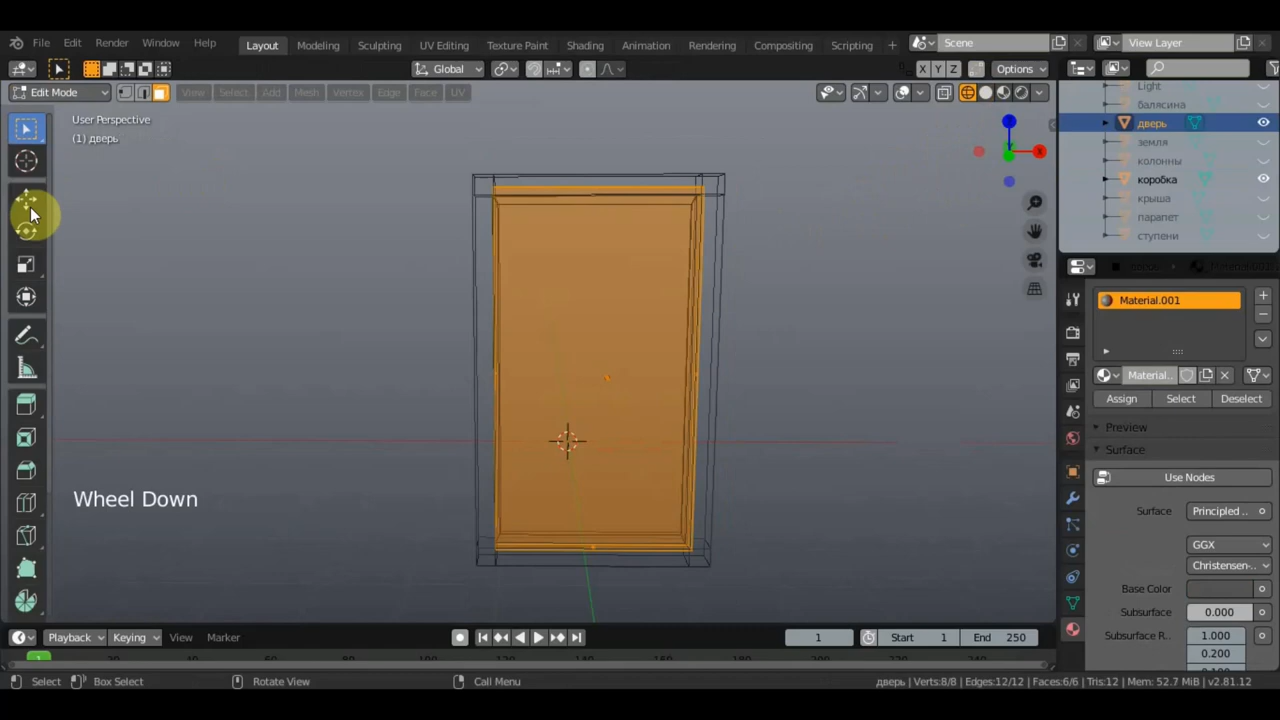 File Edit Render Window Help Layout Modeling Sculpting UV Editing Texture Paint Shading Animation Rendering Compositing Scripting + Scene View Layer
Global X Y Z Options
Edit Mode View Select Add Mesh Vertex Edge Face UV
User Perspective
(1) дверь
X
Light
балясина
дверь
земля
колонны
коробка
крыша
парапет
ступени
Material.001
Material..
Assign Select Deselect
Preview
Surface
Use Nodes
Surface Principled ..
GGX
Christensen-..
Base Color
Subsurface 0.000
Subsurface R.. 1.000
0.200
Wheel Down
Playback Keying View Marker 1 Start 1 End 250
1
Select Box Select Rotate View Call Menu дверь | Verts:8/8 | Edges:12/12 | Faces:6/6 | Tris:12 | Mem: 52.7 MiB | v2.81.12